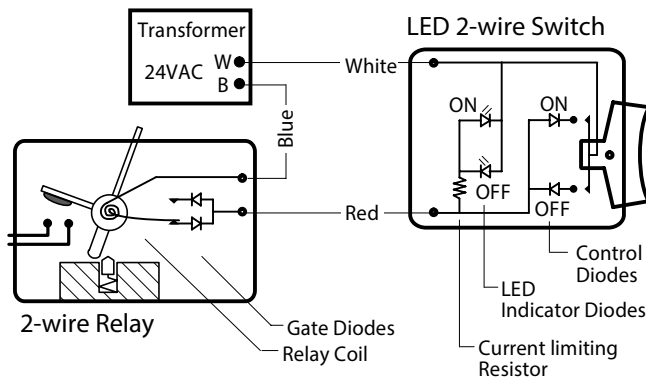 LED 2-wire Switch
Transformer
24VAC
W
B
White
Blue
ON
ON
OFF
OFF
Red
Control
Diodes
LED
Indicator Diodes
2-wire Relay
Gate Diodes
Relay Coil
Current limiting
Resistor